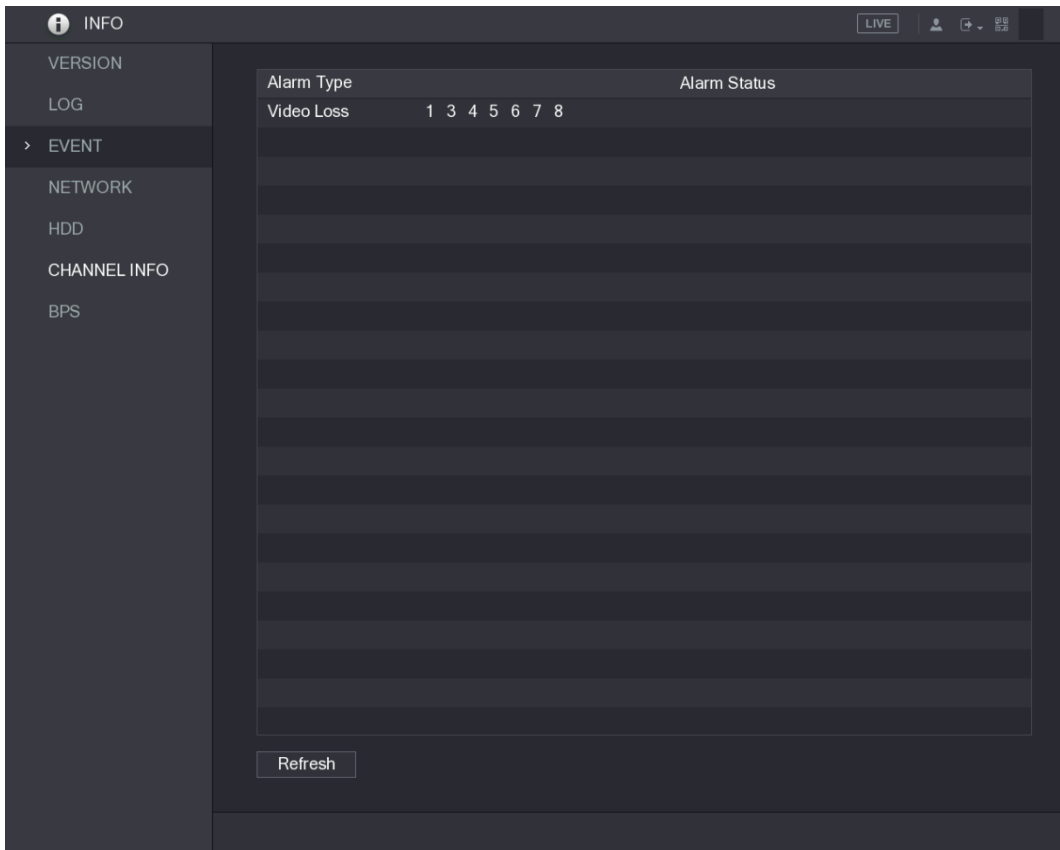 INFO
LIVE
VERSION
LOG
EVENT
NETWORK
HDD
CHANNEL INFO
BPS
Alarm Type Alarm Status
Video Loss 1 3 4 5 6 7 8
Refresh